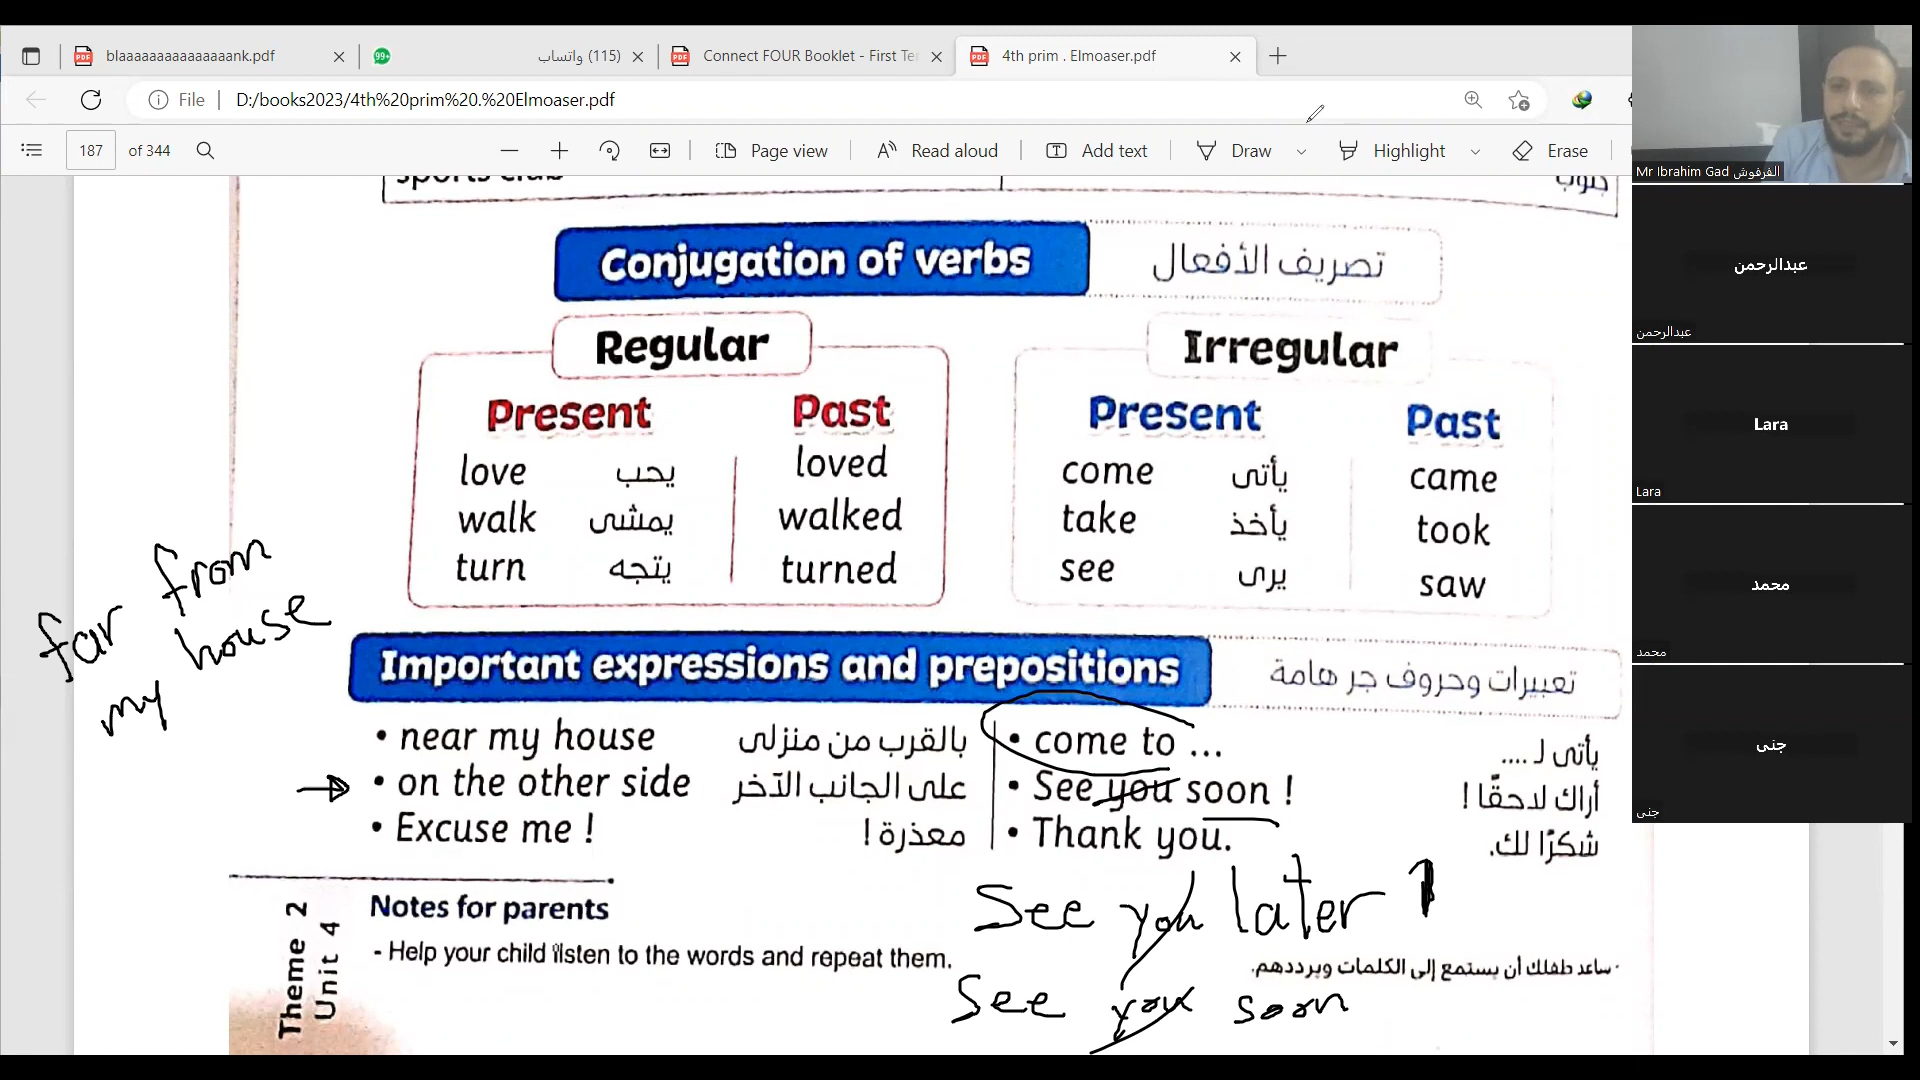 blaaaaaaaaaaaaaaaank.pdf
99+
(115) واتساب
Connect FOUR Booklet - First Te
4th prim . Elmoaser.pdf
File
D:/books2023/4th%20prim%20.%20Elmoaser.pdf
187 of 344
Page view
Read aloud
Add text
Draw
Highlight
Erase
sports club
جنوب
Conjugation of verbs تصريف الأفعال
Regular
Present Past
love يحب loved
walk يمشى walked
turn يتجه turned
Irregular
Present Past
come يأتى came
take يأخذ took
see يرى saw
far from
my house
Important expressions and prepositions تعبيرات وحروف جر هامة
• near my house بالقرب من منزلى
• on the other side على الجانب الآخر
• Excuse me ! معذرة !
• come to ... يأتى لـ ....
• See you soon ! أراك لاحقًا !
• Thank you. شكرًا لك.
See you later
See you soon
Theme 2
Unit 4
Notes for parents
- Help your child listen to the words and repeat them.
- ساعد طفلك أن يستمع إلى الكلمات ويرددهم.
Mr Ibrahim Gad الفرفوش
عبدالرحمن
عبدالرحمن
Lara
Lara
محمد
محمد
جنى
جنى